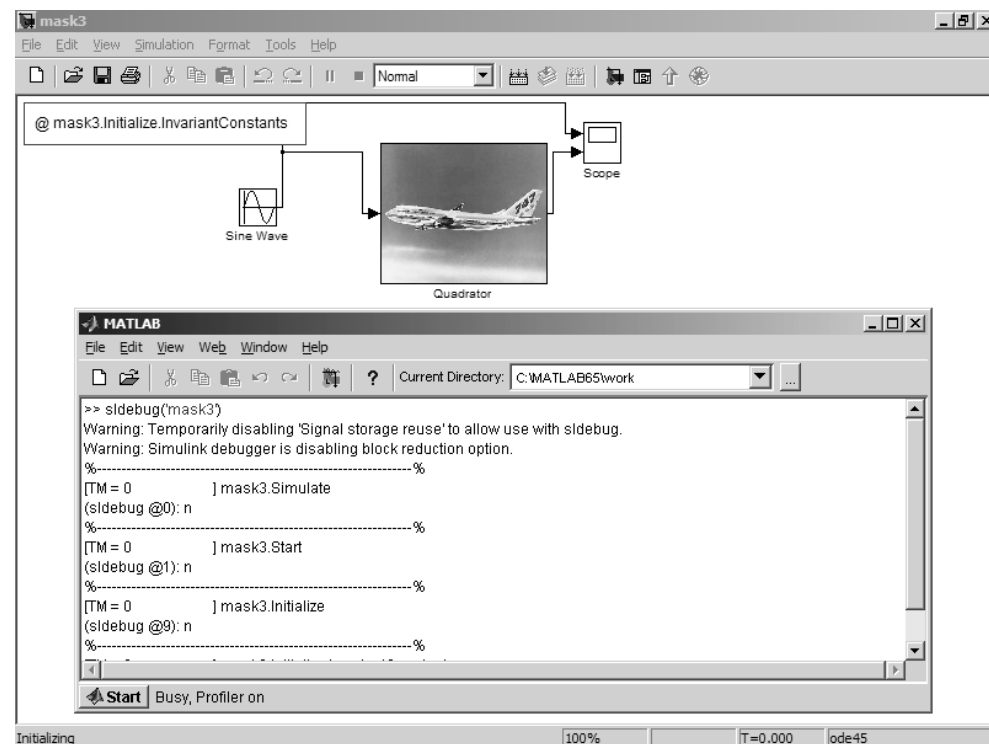 mask3
File Edit View Simulation Format Tools Help
Normal
@ mask3.Initialize.InvariantConstants
Scope
Sine Wave
Quadrator
MATLAB
File Edit View Web Window Help
? Current Directory: C:\MATLAB65\work ...
>> sldebug('mask3')
Warning: Temporarily disabling 'Signal storage reuse' to allow use with sldebug.
Warning: Simulink debugger is disabling block reduction option.
%----------------------------------------------------------------%
[TM = 0 ] mask3.Simulate
(sldebug @0): n
%----------------------------------------------------------------%
[TM = 0 ] mask3.Start
(sldebug @1): n
%----------------------------------------------------------------%
[TM = 0 ] mask3.Initialize
(sldebug @9): n
%----------------------------------------------------------------%
Start Busy, Profiler on
Initializing 100% T=0.000 ode45